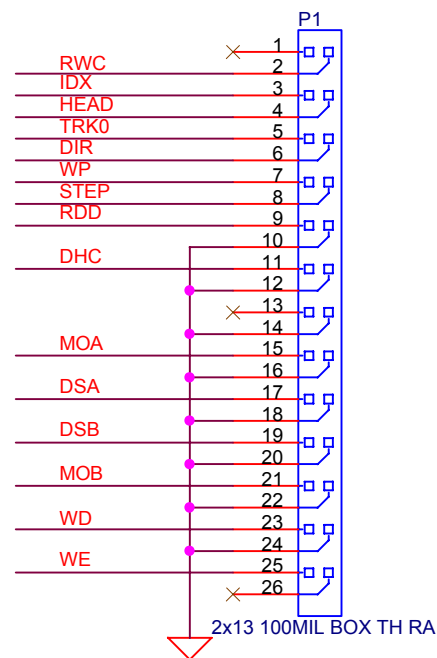 P1
1
RWC 2
IDX 3
HEAD 4
TRK0 5
DIR 6
WP 7
STEP 8
RDD 9
10
DHC 11
12
13
14
MOA 15
16
DSA 17
18
DSB 19
20
MOB 21
22
WD 23
24
WE 25
26
2x13 100MIL BOX TH RA